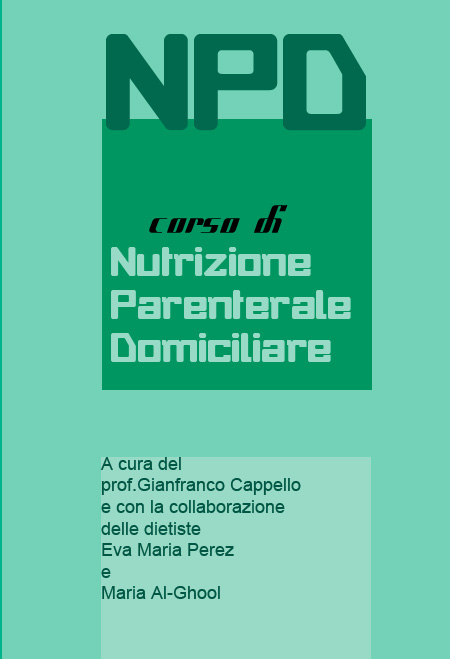 NPD
corso di
Nutrizione
Parenterale
Domiciliare
A cura del
prof.Gianfranco Cappello
e con la collaborazione
delle dietiste
Eva Maria Perez
e
Maria Al-Ghool